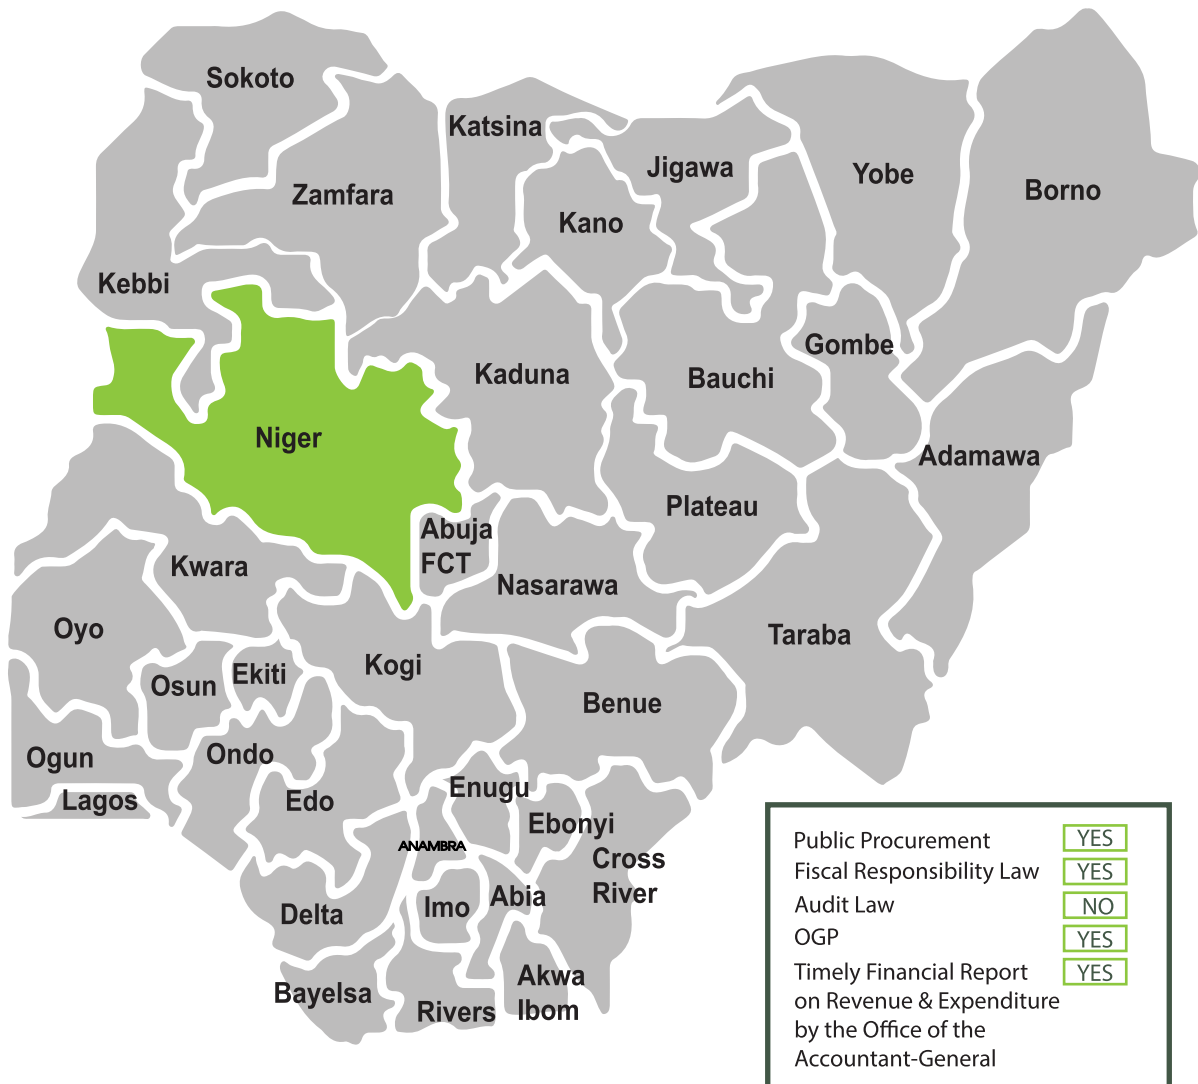 Sokoto
Katsina
Jigawa
Yobe
Borno
Zamfara
Kano
Kebbi
Gombe
Kaduna
Bauchi
Niger
Adamawa
Plateau
Abuja
FCT
Kwara
Nasarawa
Oyo
Taraba
Kogi
Ekiti
Osun
Benue
Ogun
Ondo
Lagos
Edo
Enugu
Ebonyi
ANAMBRA
Cross
River
Abia
Imo
Delta
Akwa
Ibom
Bayelsa
Rivers
Public Procurement YES
Fiscal Responsibility Law YES
Audit Law NO
OGP YES
Timely Financial Report YES
on Revenue & Expenditure
by the Office of the
Accountant-General